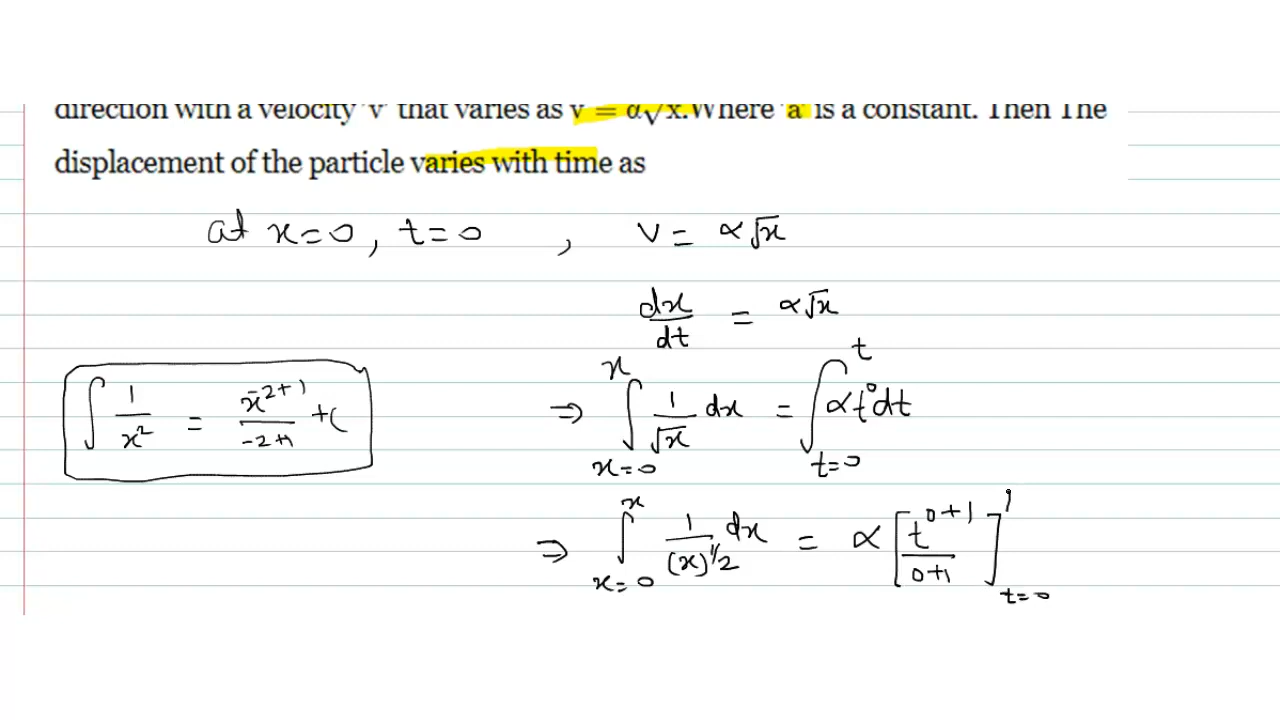 direction with a velocity 'v' that varies as v = α√x.Where 'a' is a constant. Then The
displacement of the particle varies with time as
at x=0, t=0 , v = α√x
dx/dt = α√x
∫ 1/x² = x^-2+1/-2+1 +C
⇒ ∫_{x=0}^{x} 1/√x dx = ∫_{t=0}^{t} αt⁰dt
⇒ ∫_{x=0}^{x} 1/(x)^1/2 dx = α[t^0+1/0+1]_{t=0}